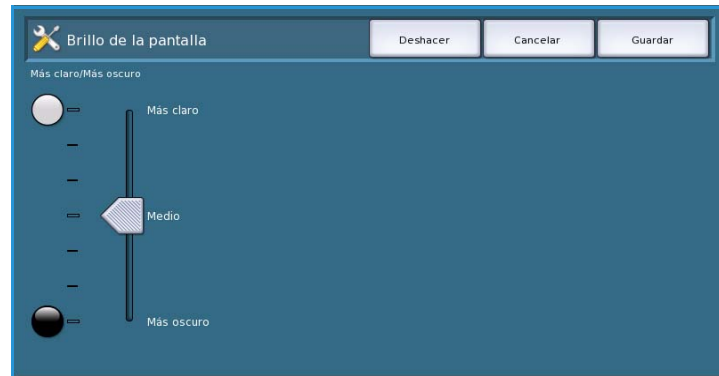 Brillo de la pantalla
Deshacer
Cancelar
Guardar
Más claro/Más oscuro
Más claro
Medio
Más oscuro